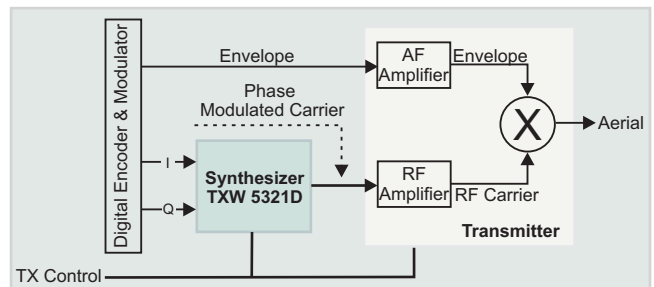 Digital Encoder & Modulator
Envelope
AF
Amplifier
Envelope
Phase
Modulated Carrier
X
Aerial
I
Synthesizer
TXW 5321D
RF
Amplifier
RF Carrier
Q
Transmitter
TX Control